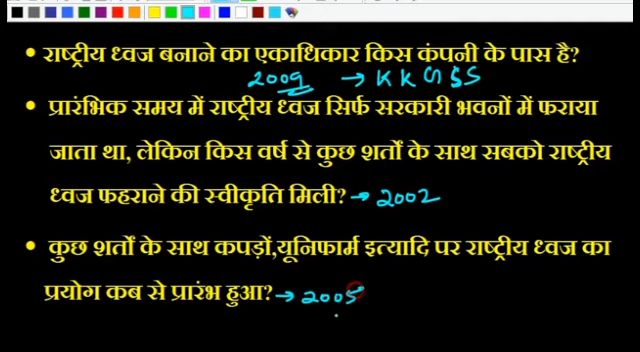 • राष्ट्रीय ध्वज बनाने का एकाधिकार किस कंपनी के पास है?
2009 → KKGSS
• प्रारंभिक समय में राष्ट्रीय ध्वज सिर्फ सरकारी भवनों में फराया
जाता था, लेकिन किस वर्ष से कुछ शर्तों के साथ सबको राष्ट्रीय
ध्वज फहराने की स्वीकृति मिली? → 2002
• कुछ शर्तों के साथ कपड़ों,यूनिफार्म इत्यादि पर राष्ट्रीय ध्वज का
प्रयोग कब से प्रारंभ हुआ? → 2005